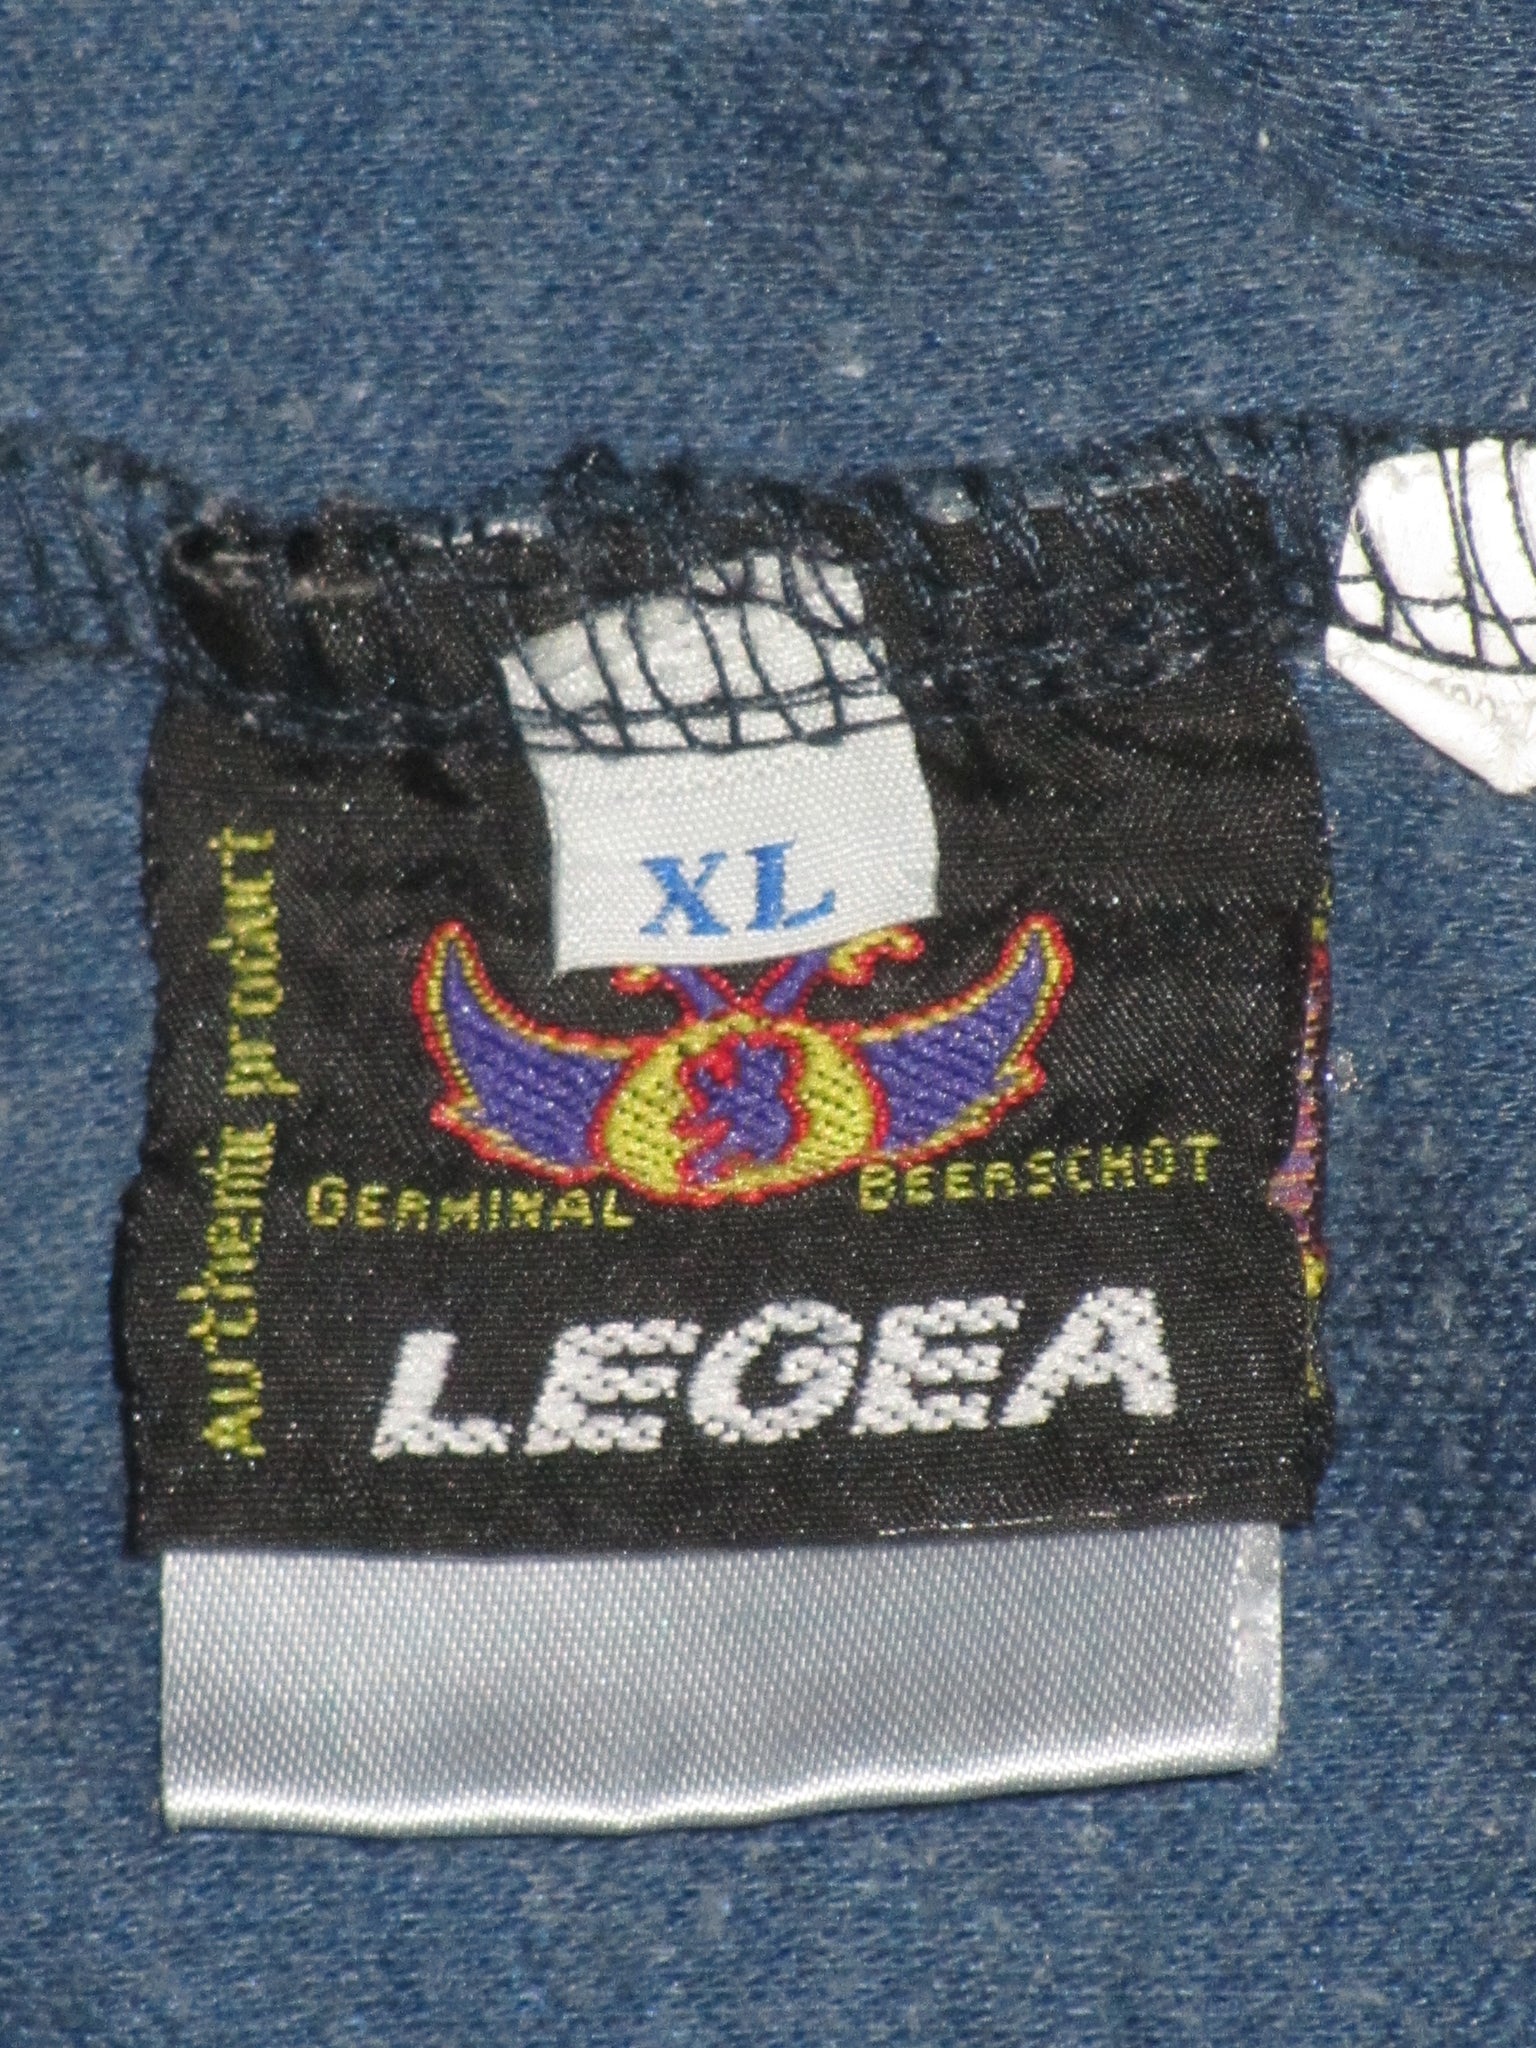 XL
Authentic product
GERMINAL BEERSCHOT
LEGEA